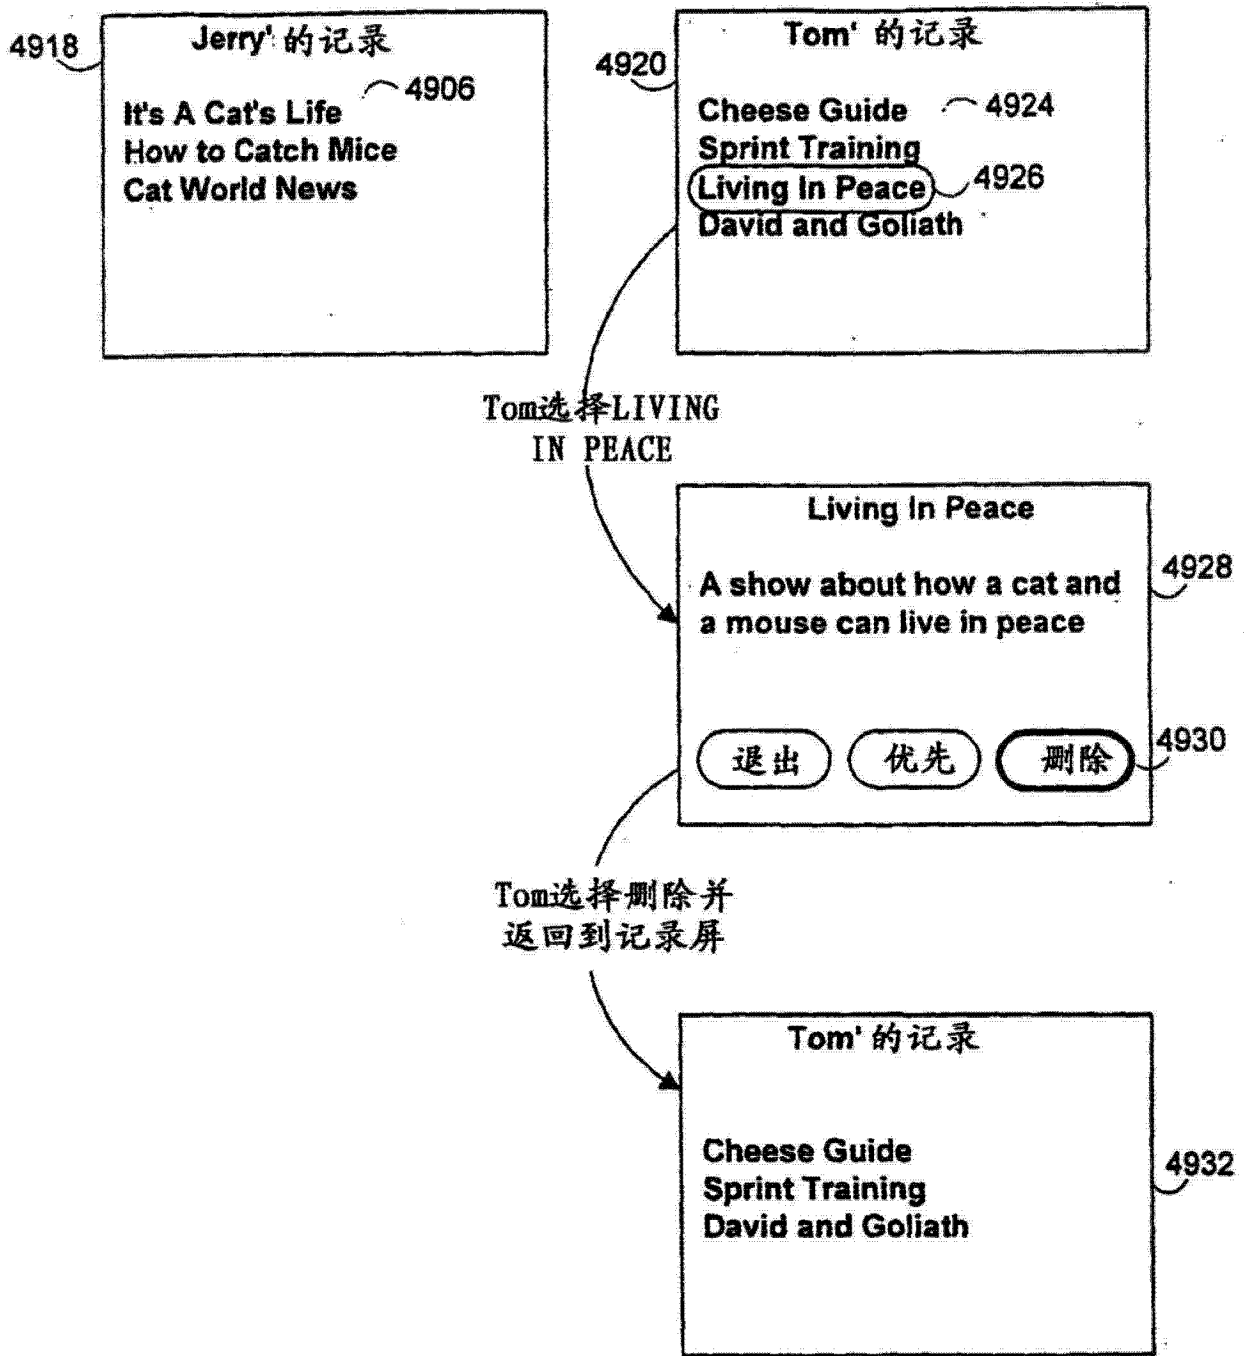 4918
Jerry' 的记录
4906
It's A Cat's Life
How to Catch Mice
Cat World News
4920
Tom' 的记录
Cheese Guide
4924
Sprint Training
Living In Peace
4926
David and Goliath
Tom选择LIVING
IN PEACE
Living In Peace
A show about how a cat and
a mouse can live in peace
4928
退出
优先
删除
4930
Tom选择删除并
返回到记录屏
Tom' 的记录
Cheese Guide
Sprint Training
David and Goliath
4932